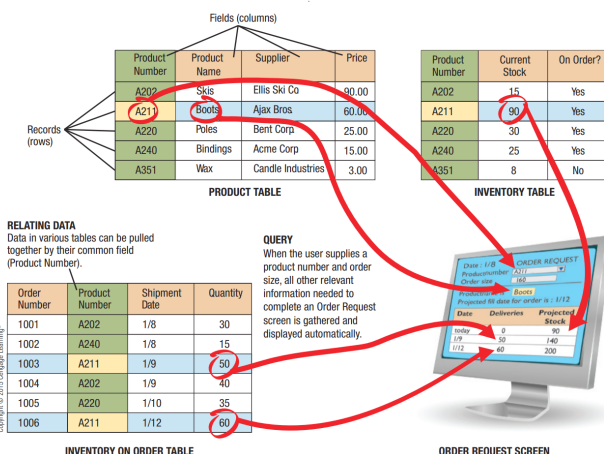 Fields (columns)
Product Number Product Name Supplier Price
A202 Skis Ellis Ski Co 90.00
A211 Boots Ajax Bros. 60.00
A220 Poles Bent Corp. 25.00
A240 Bindings Acme Corp 15.00
A351 Wax Candle Industries 3.00
Records
(rows)
PRODUCT TABLE
Product Number Current Stock On Order?
A202 15 Yes
A211 90 Yes
A220 30 Yes
A240 25 Yes
A351 8 No
INVENTORY TABLE
RELATING DATA
Data in various tables can be pulled
together by their common field
(Product Number).
QUERY
When the user supplies a
product number and order
size, all other relevant
information needed to
complete an Order Request
screen is gathered and
displayed automatically.
Order Number Product Number Shipment Date Quantity
1001 A202 1/8 30
1002 A240 1/8 15
1003 A211 1/9 50
1004 A202 1/9 40
1005 A220 1/10 35
1006 A211 1/12 60
INVENTORY ON ORDER TABLE
Date: 1/8 ORDER REQUEST
Productnumber A211
Order size 160
Boots
Projected fill date for order is: 1/12
Date Deliveries Projected Stock
today 0 90
1/9 50 140
1/12 60 200
ORDER REQUEST SCREEN
Cengage Learning